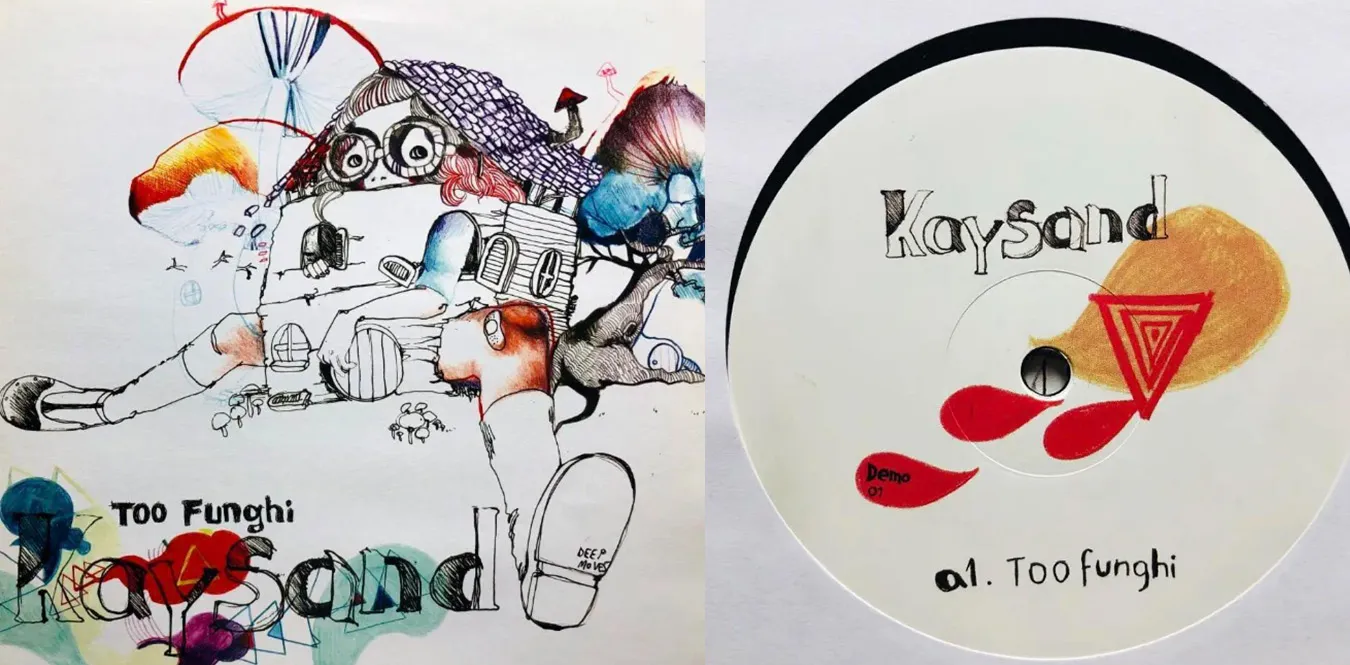 Too Funghi
Kaysand
DEEP
MOVES
Kaysand
Demo
01
a1. Too funghi